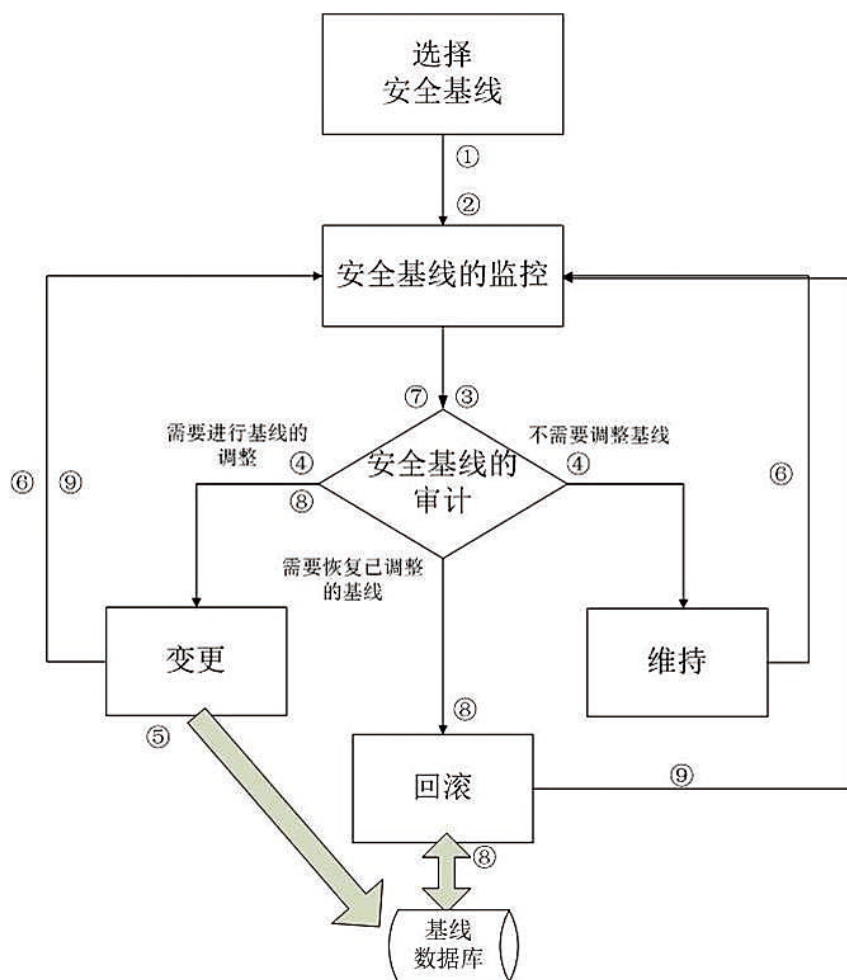 选择
安全基线
①
②
安全基线的监控
⑦ ③
需要进行基线的
调整
不需要调整基线
④
④
安全基线的
审计
⑥ ⑨
⑥
⑧
需要恢复已调整
的基线
变更
维持
⑤
⑧
回滚
⑨
⑧
基线
数据库